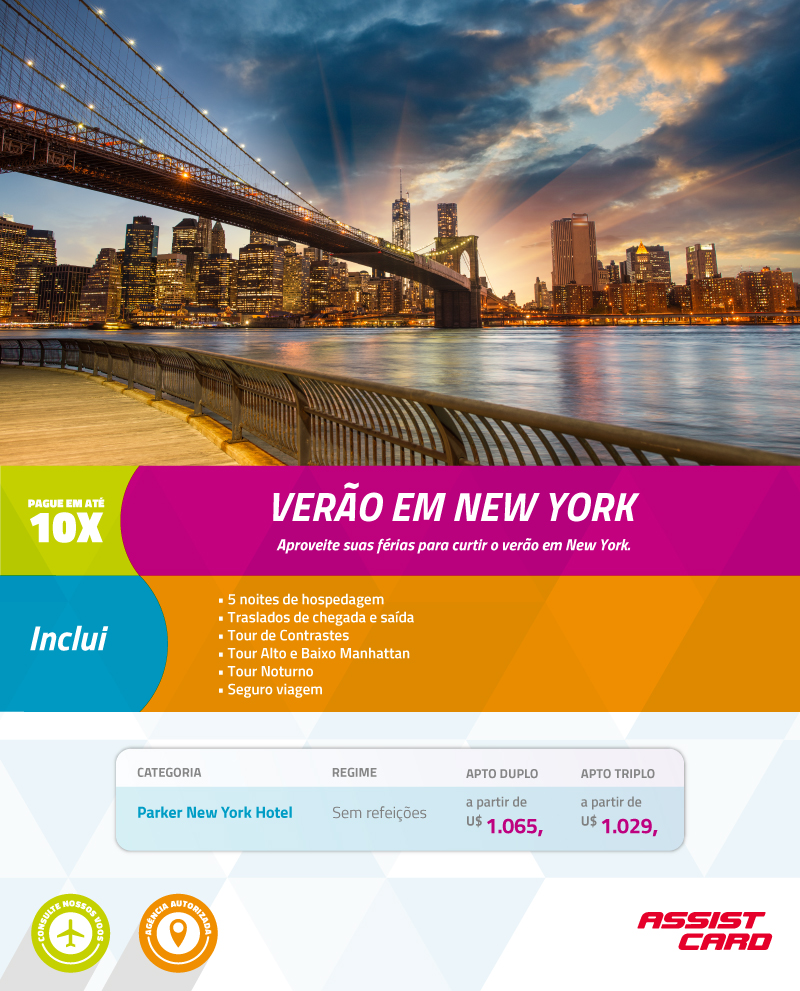 PAGUE EM ATÉ
10X
VERÃO EM NEW YORK
Aproveite suas férias para curtir o verão em New York.
Inclui
▪ 5 noites de hospedagem
▪ Traslados de chegada e saída
▪ Tour de Contrastes
▪ Tour Alto e Baixo Manhattan
▪ Tour Noturno
▪ Seguro viagem
CATEGORIA REGIME APTO DUPLO APTO TRIPLO
Parker New York Hotel Sem refeições a partir de U$ 1.065, a partir de U$ 1.029,
CONSULTE NOSSOS VOOS
AGÊNCIA AUTORIZADA
ASSIST
CARD